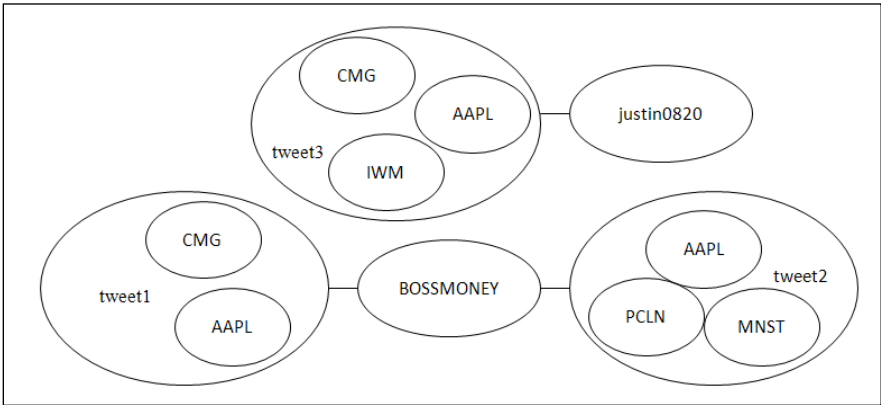 CMG
AAPL
justin0820
tweet3
IWM
CMG
tweet1
AAPL
BOSSMONEY
AAPL
tweet2
PCLN
MNST